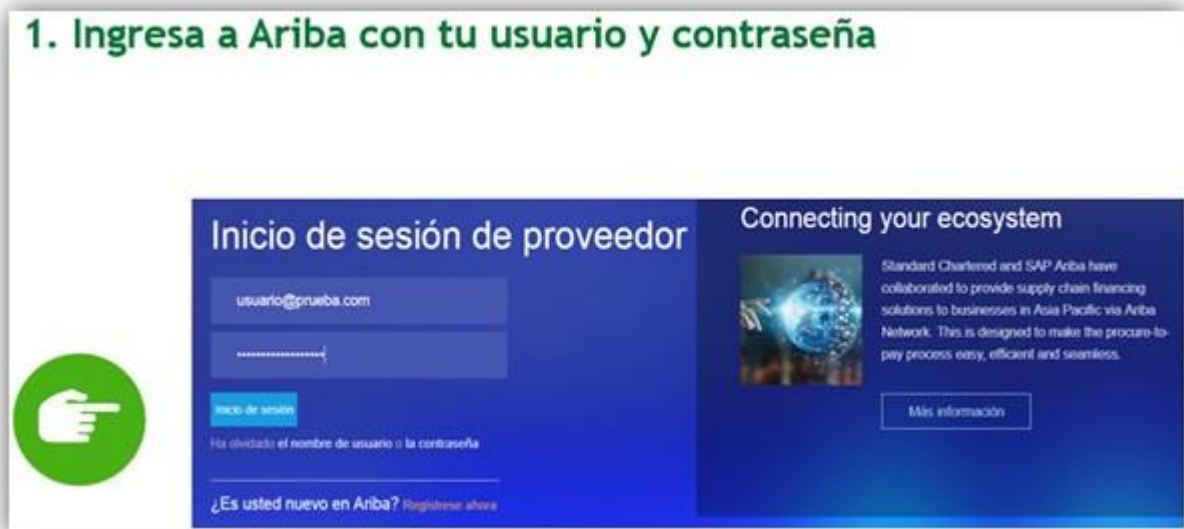 1. Ingresa a Ariba con tu usuario y contraseña
Inicio de sesión de proveedor
usuario@prueba.com
Inicio de sesión
Ha olvidado el nombre de usuario o la contraseña
¿Es usted nuevo en Ariba? Regístrese ahora
Connecting your ecosystem
Standard Chartered and SAP Ariba have
collaborated to provide supply chain financing
solutions to businesses in Asia Pacific via Ariba
Network. This is designed to make the procure-to-
pay process easy, efficient and seamless.
Más información